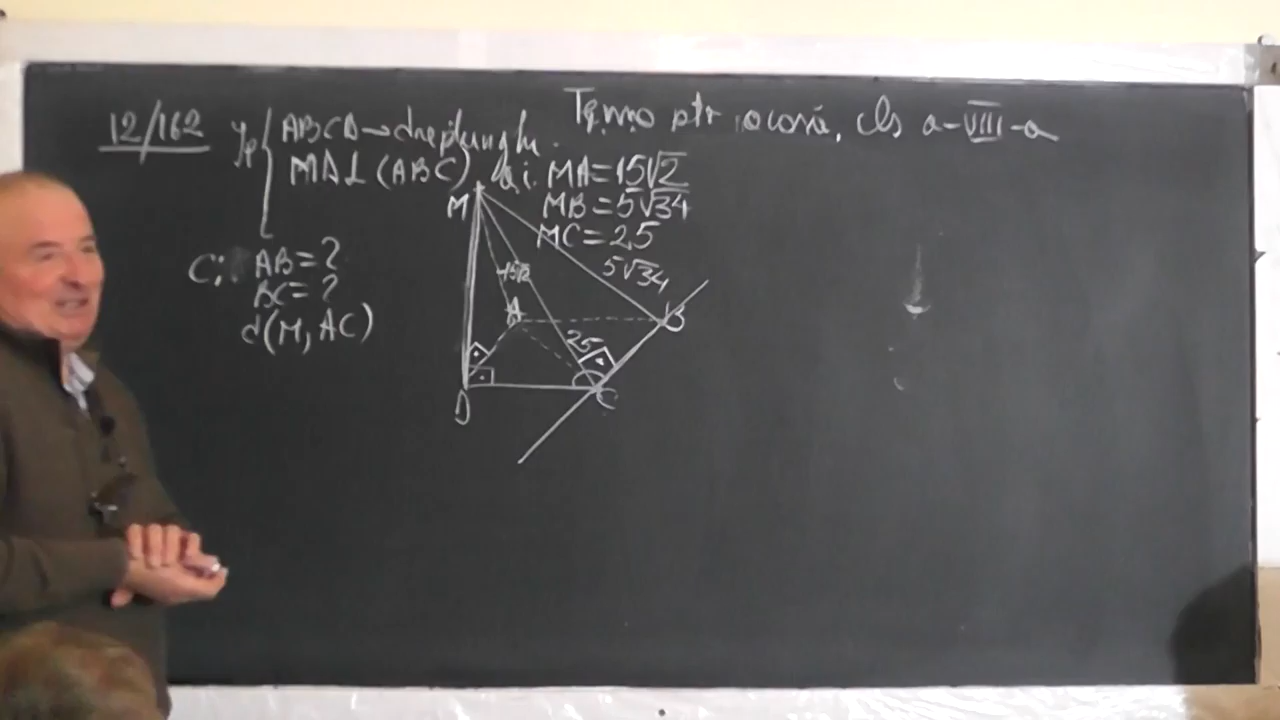 Temă ptr acasă, cls a-VIII-a
12/162 Ip ABCD → dreptunghi.
MD⊥(ABC) a.i. MA=15√2
MB=5√34
MC=25
C: AB=?
BC=?
d(M, AC)
M
5√34
15√2
A
B
25
D
C